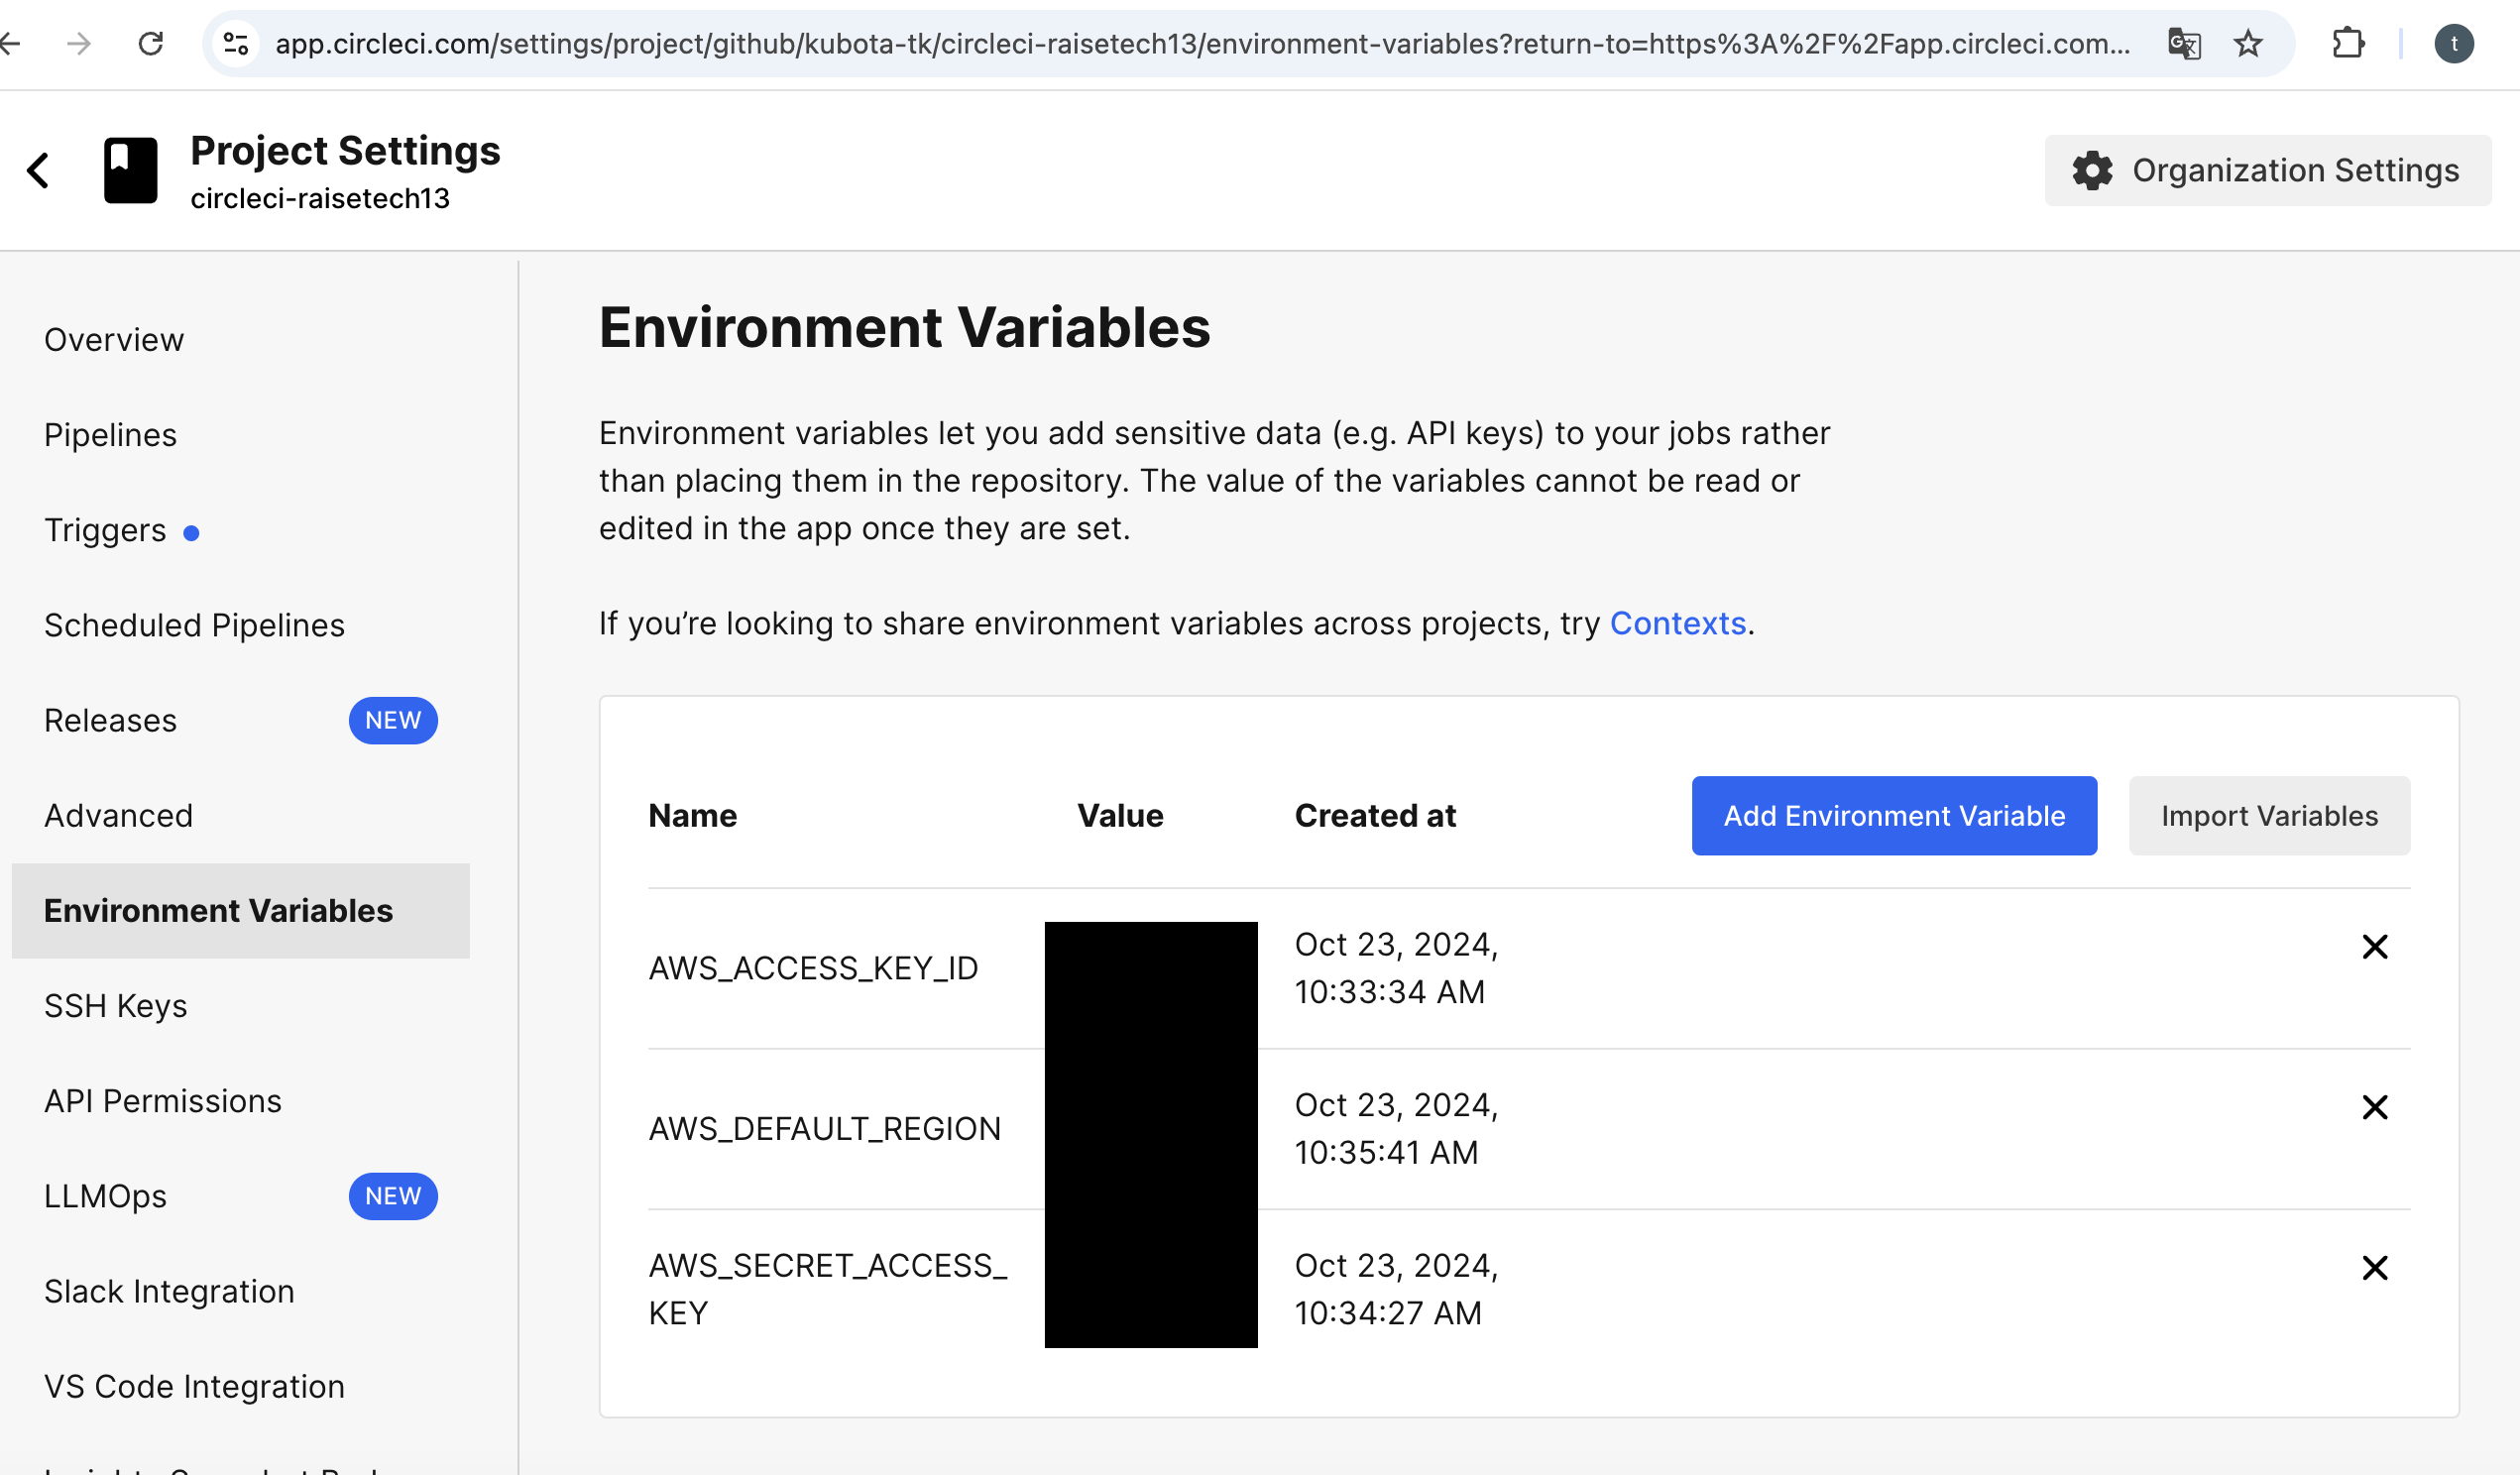 app.circleci.com/settings/project/github/kubota-tk/circleci-raisetech13/environment-variables?return-to=https%3A%2F%2Fapp.circleci.com...
t
Project Settings
circleci-raisetech13
Organization Settings
Overview
Pipelines
Triggers
Scheduled Pipelines
Releases NEW
Advanced
Environment Variables
SSH Keys
API Permissions
LLMOps NEW
Slack Integration
VS Code Integration
Environment Variables
Environment variables let you add sensitive data (e.g. API keys) to your jobs rather
than placing them in the repository. The value of the variables cannot be read or
edited in the app once they are set.
If you’re looking to share environment variables across projects, try Contexts.
Name Value Created at Add Environment Variable Import Variables
AWS_ACCESS_KEY_ID
Oct 23, 2024,
10:33:34 AM
AWS_DEFAULT_REGION
Oct 23, 2024,
10:35:41 AM
AWS_SECRET_ACCESS_
KEY
Oct 23, 2024,
10:34:27 AM